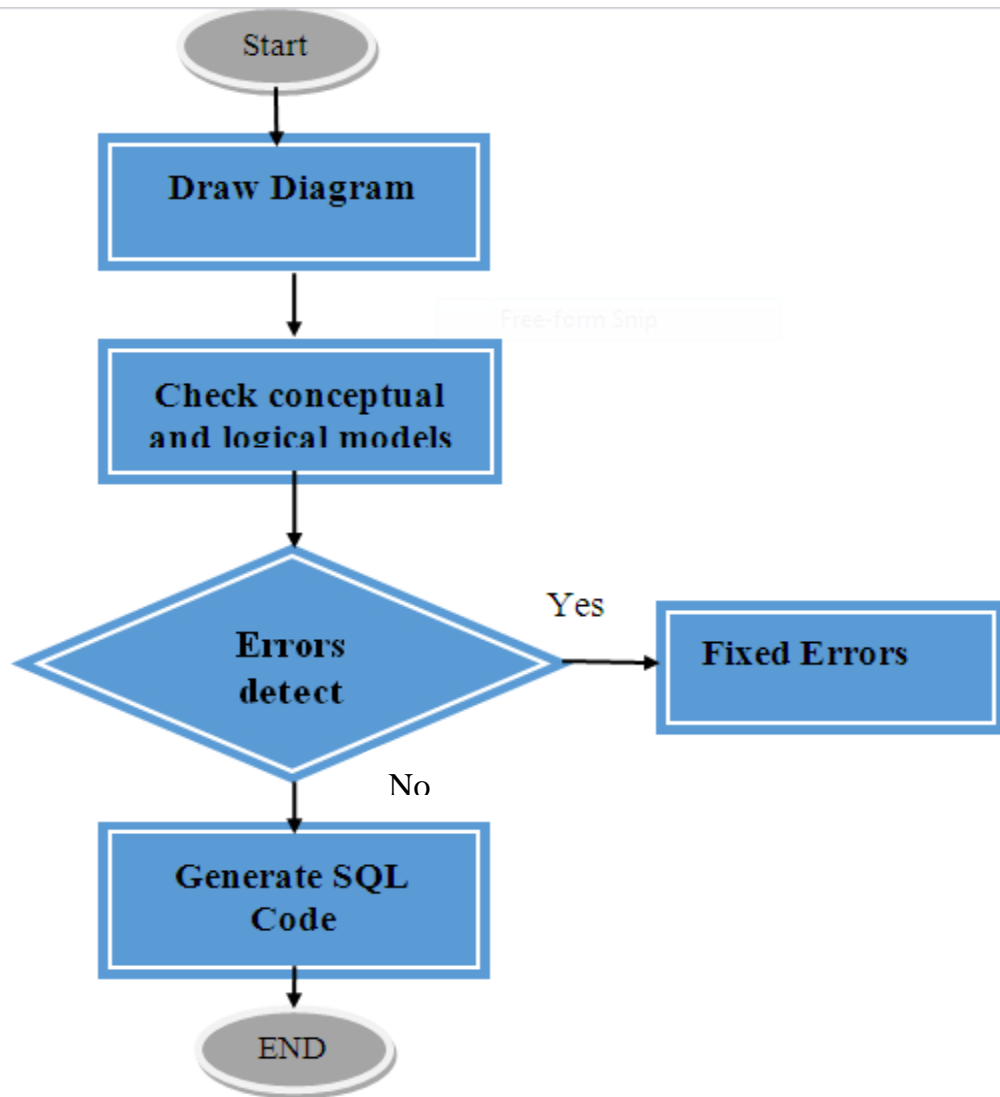 Start
Draw Diagram
Free-form Snip
Check conceptual
and logical models
Yes
Errors
detect
Fixed Errors
No
Generate SQL
Code
END